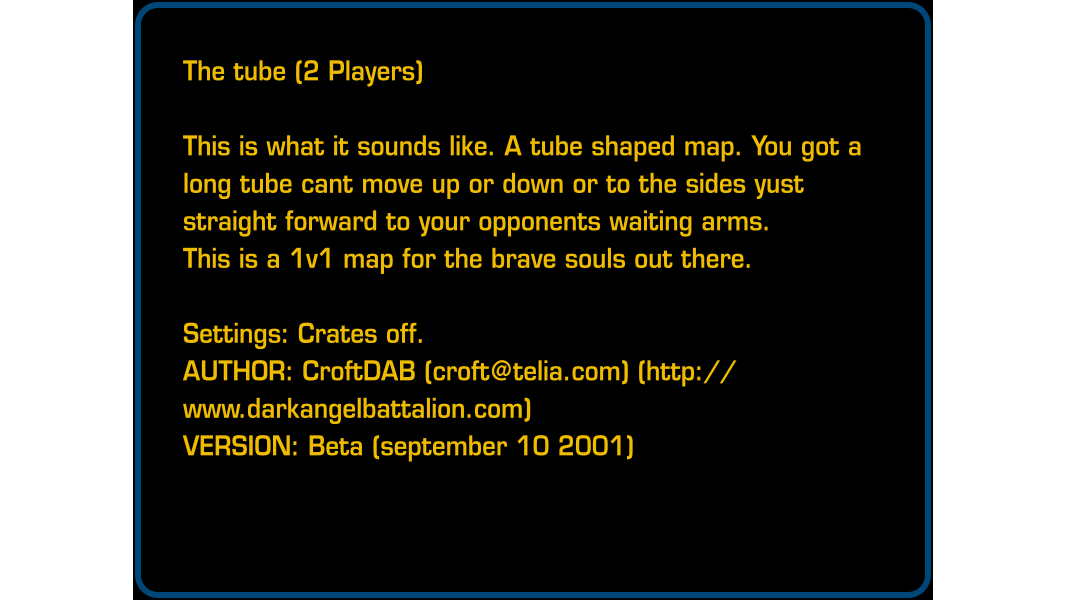 The tube (2 Players)
This is what it sounds like. A tube shaped map. You got a
long tube cant move up or down or to the sides yust
straight forward to your opponents waiting arms.
This is a 1v1 map for the brave souls out there.
Settings: Crates off.
AUTHOR: CroftDAB (croft@telia.com) (http://
www.darkangelbattalion.com)
VERSION: Beta (september 10 2001)